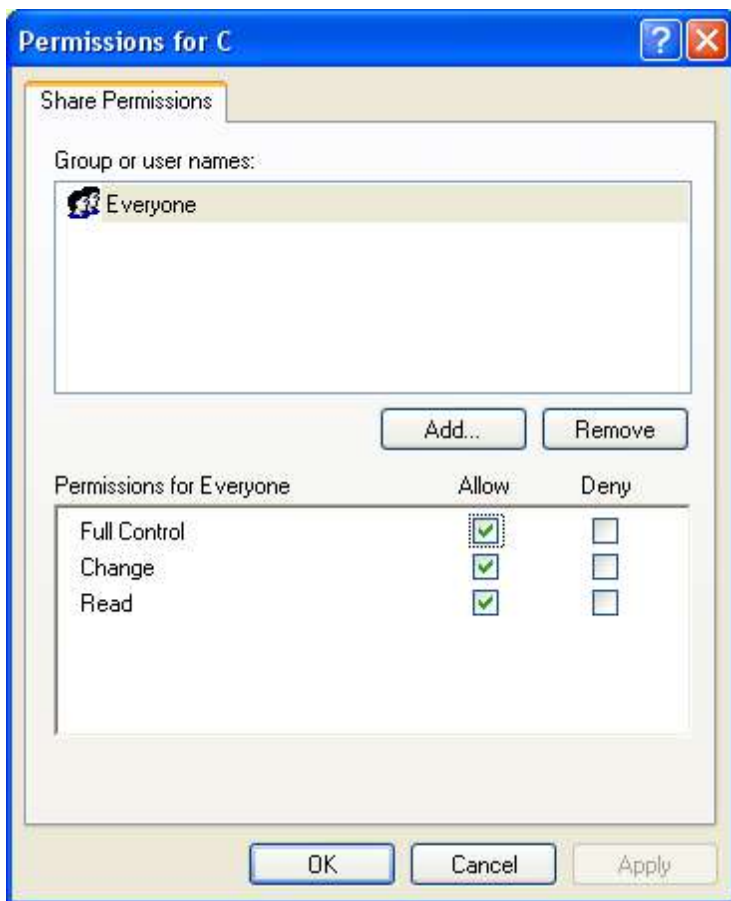 Permissions for C
Share Permissions
Group or user names:
Everyone
Add... Remove
Permissions for Everyone Allow Deny
Full Control
Change
Read
OK Cancel Apply